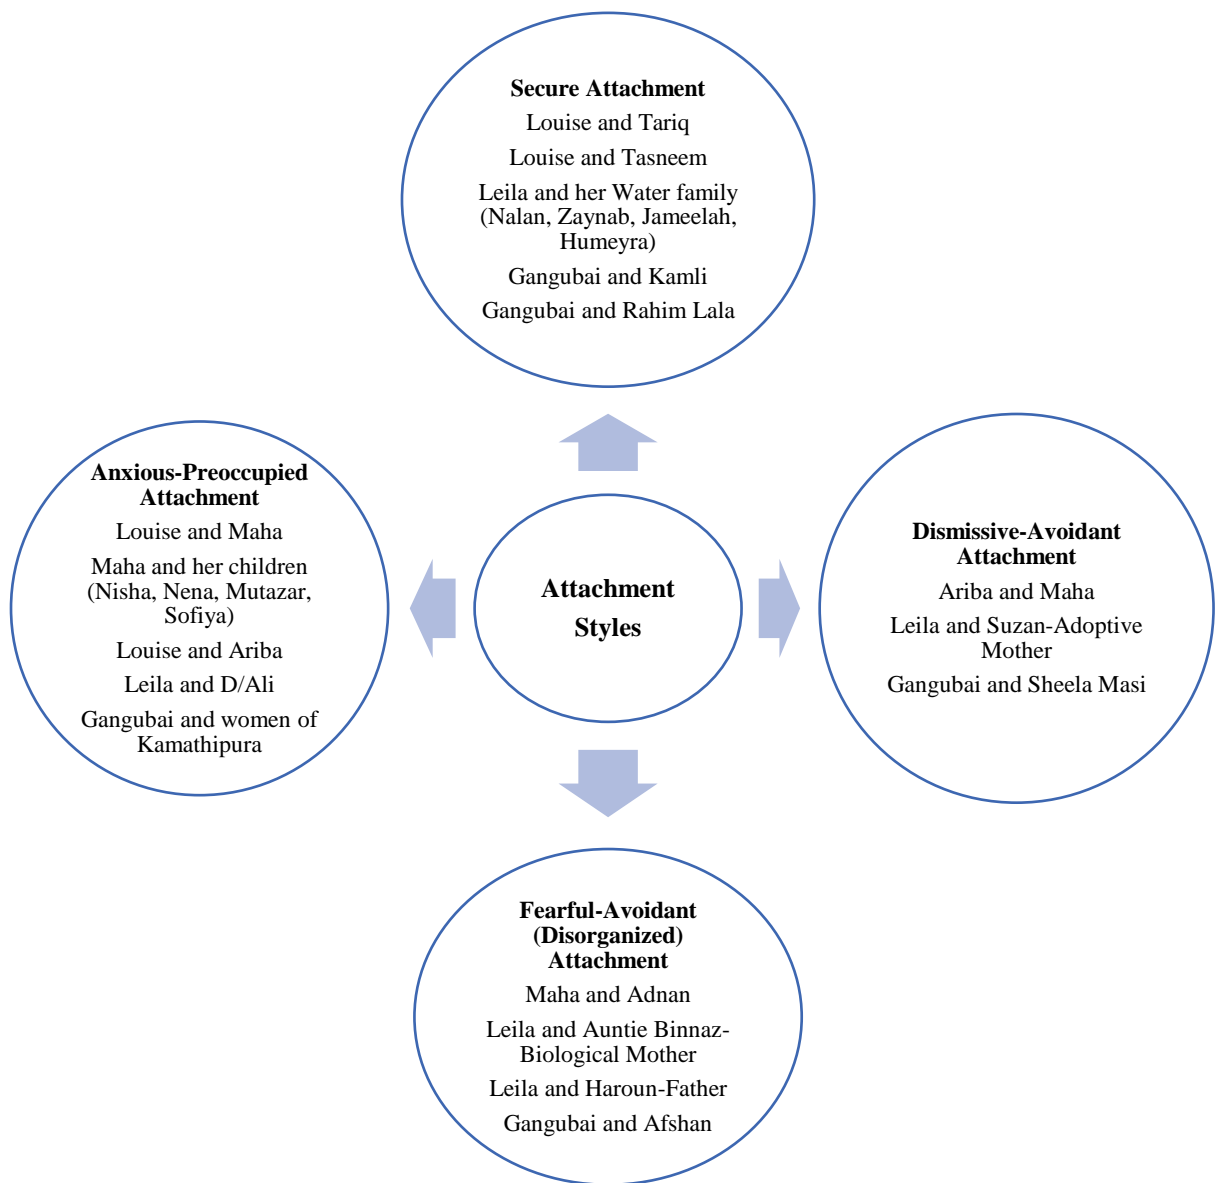 Secure Attachment
Louise and Tariq
Louise and Tasneem
Leila and her Water family
(Nalan, Zaynab, Jameelah,
Humeyra)
Gangubai and Kamli
Gangubai and Rahim Lala
Anxious-Preoccupied
Attachment
Louise and Maha
Maha and her children
(Nisha, Nena, Mutazar,
Sofiya)
Louise and Ariba
Leila and D/Ali
Gangubai and women of
Kamathipura
Attachment
Styles
Dismissive-Avoidant
Attachment
Ariba and Maha
Leila and Suzan-Adoptive
Mother
Gangubai and Sheela Masi
Fearful-Avoidant
(Disorganized)
Attachment
Maha and Adnan
Leila and Auntie Binnaz-
Biological Mother
Leila and Haroun-Father
Gangubai and Afshan